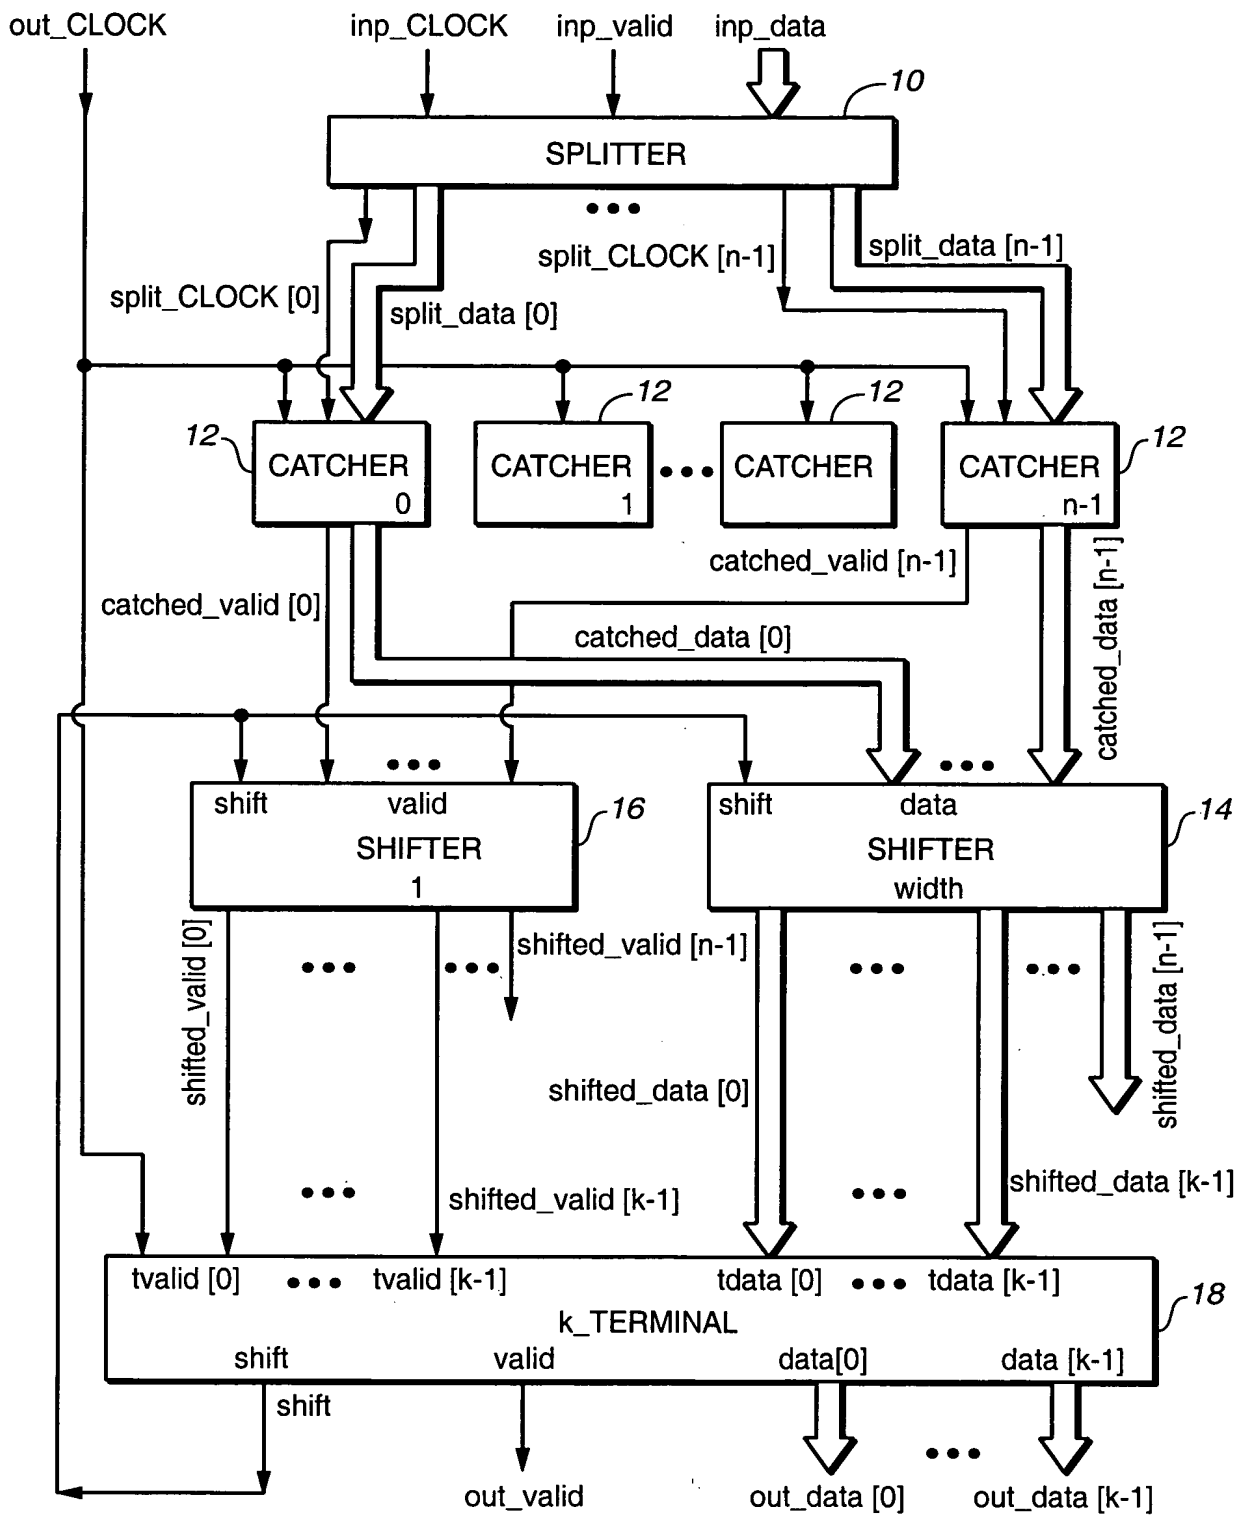 out_CLOCK inp_CLOCK inp_valid inp_data
10
SPLITTER
split_CLOCK [0]
split_data [0]
split_CLOCK [n-1]
split_data [n-1]
12 12 12 12
CATCHER 0
CATCHER 1
CATCHER
CATCHER n-1
catched_valid [0]
catched_data [0]
catched_valid [n-1]
catched_data [n-1]
shift valid
SHIFTER
1
16
shift data
SHIFTER
width
14
shifted_valid [0]
shifted_valid [n-1]
shifted_data [n-1]
shifted_data [0]
shifted_valid [k-1]
shifted_data [k-1]
tvalid [0] tvalid [k-1] tdata [0] tdata [k-1]
k_TERMINAL
18
shift valid data[0] data [k-1]
shift
out_valid out_data [0] out_data [k-1]